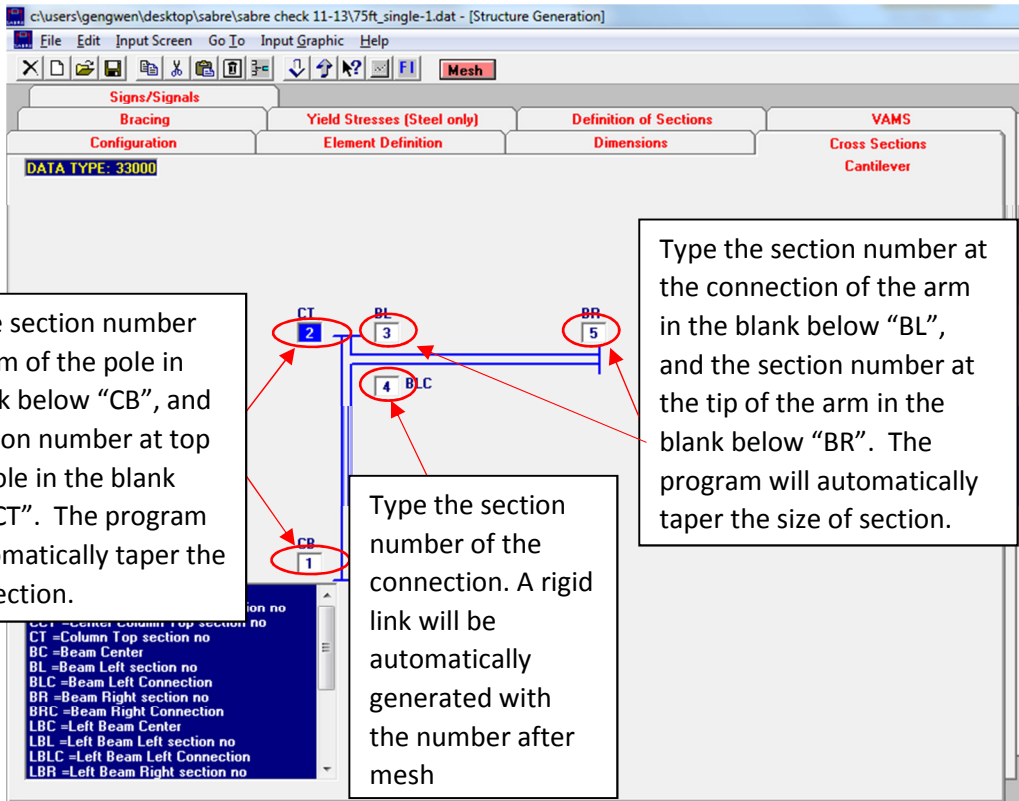 c:\users\gengwen\desktop\sabre\sabre check 11-13\75ft_single-1.dat - [Structure Generation]
File Edit Input Screen Go To Input Graphic Help
FI Mesh
Signs/Signals
Bracing Yield Stresses (Steel only) Definition of Sections VAMS
Configuration Element Definition Dimensions Cross Sections
DATA TYPE: 33000 Cantilever
Type the section number at
the connection of the arm
in the blank below "BL",
and the section number at
the tip of the arm in the
blank below "BR". The
program will automatically
taper the size of section.
CT BL BR
2 3 5
4 BLC
section number
m of the pole in
k below "CB", and
on number at top
ole in the blank
CT". The program
omatically taper the
ection.
Type the section
number of the
connection. A rigid
link will be
automatically
generated with
the number after
mesh
CB
1
ion no
CCT =Center Column Top section no
CT =Column Top section no
BC =Beam Center
BL =Beam Left section no
BLC =Beam Left Connection
BR =Beam Right section no
BRC =Beam Right Connection
LBC =Left Beam Center
LBL =Left Beam Left section no
LBLC =Left Beam Left Connection
LBR =Left Beam Right section no